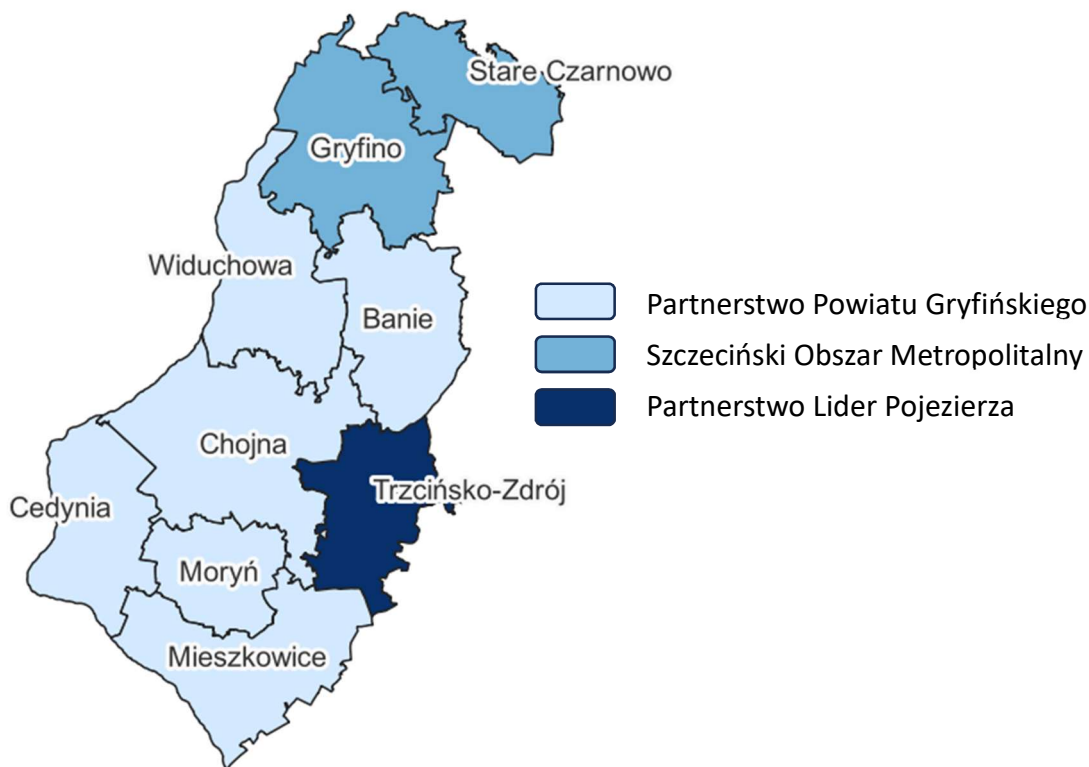 Stare Czarnowo
Gryfino
Widuchowa
Banie
Chojna
Trzcińsko-Zdrój
Cedynia
Moryń
Mieszkowice
Partnerstwo Powiatu Gryfińskiego
Szczeciński Obszar Metropolitalny
Partnerstwo Lider Pojezierza